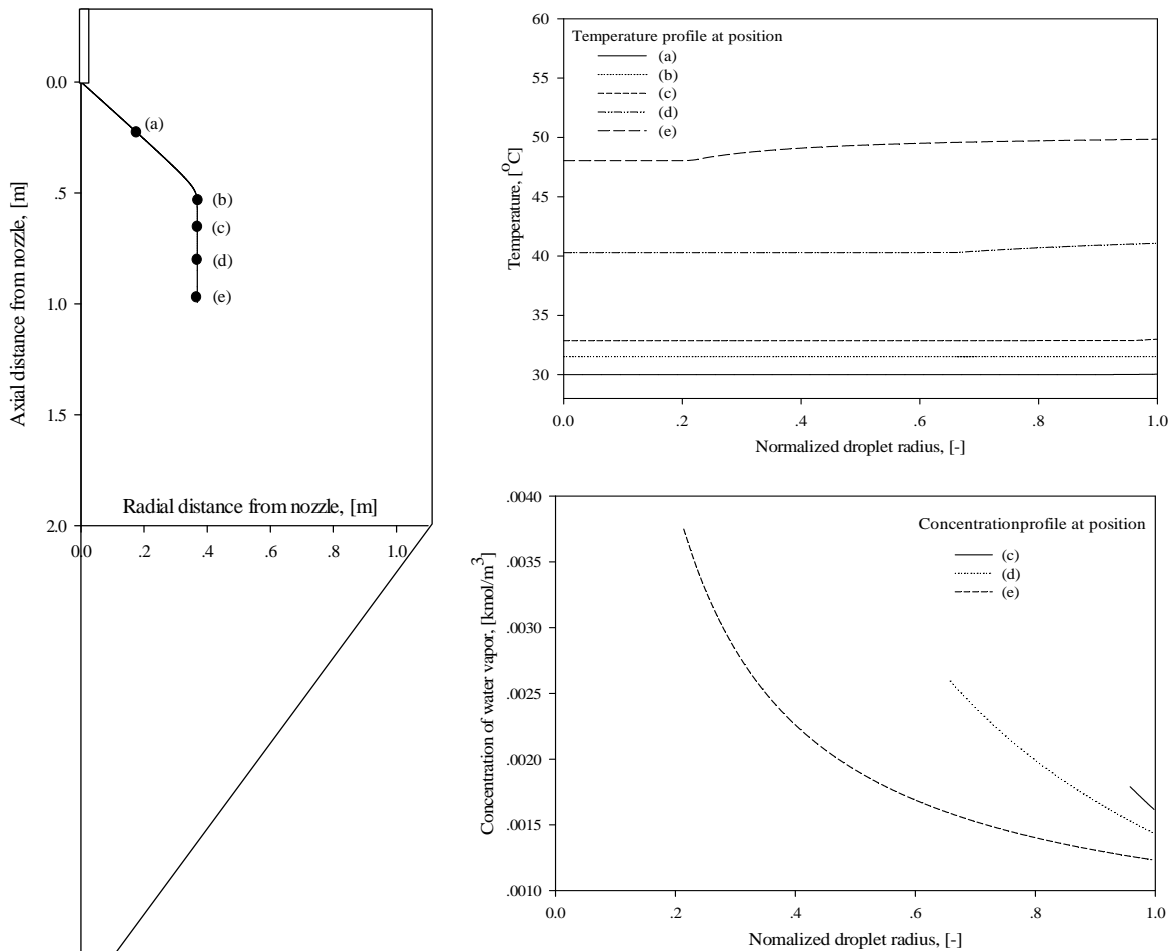 0.0
.5
1.0
1.5
2.0
Axial distance from nozzle, [m]
(a)
(b)
(c)
(d)
(e)
Radial distance from nozzle, [m]
0.0 .2 .4 .6 .8 1.0
60
55
50
45
40
35
30
Temperature, [°C]
Temperature profile at position
(a)
(b)
(c)
(d)
(e)
0.0 .2 .4 .6 .8 1.0
Normalized droplet radius, [-]
.0040
.0035
.0030
.0025
.0020
.0015
.0010
Concentration of water vapor, [kmol/m3]
Concentrationprofile at position
(c)
(d)
(e)
0.0 .2 .4 .6 .8 1.0
Nomalized droplet radius, [-]